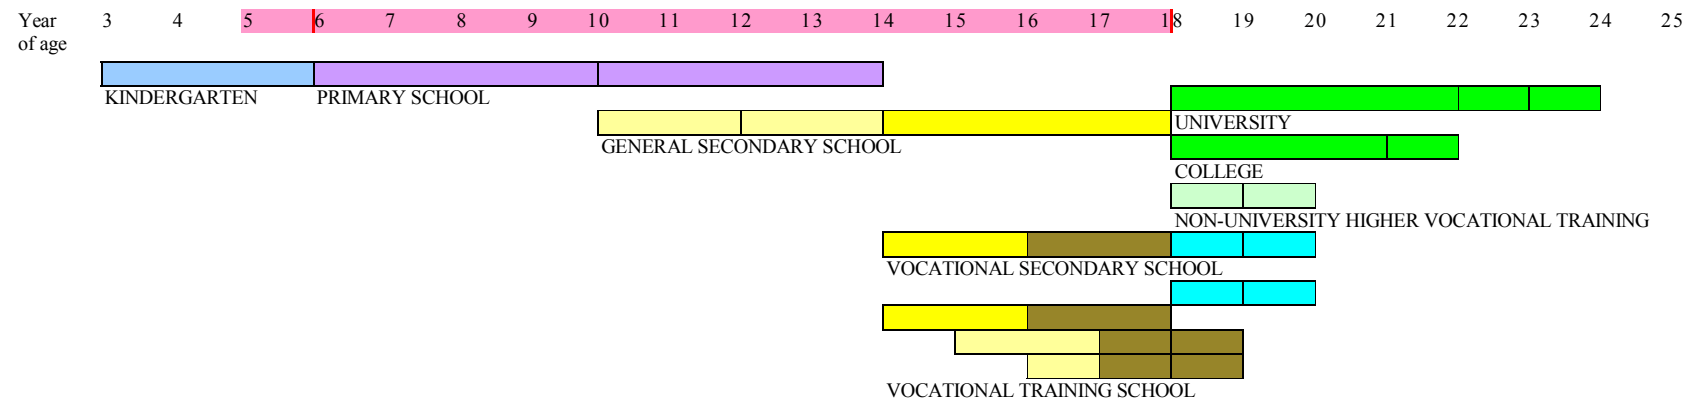 Year 3 4 5 6 7 8 9 10 11 12 13 14 15 16 17 18 19 20 21 22 23 24 25
of age
KINDERGARTEN PRIMARY SCHOOL
UNIVERSITY
GENERAL SECONDARY SCHOOL
COLLEGE
NON-UNIVERSITY HIGHER VOCATIONAL TRAINING
VOCATIONAL SECONDARY SCHOOL
VOCATIONAL TRAINING SCHOOL